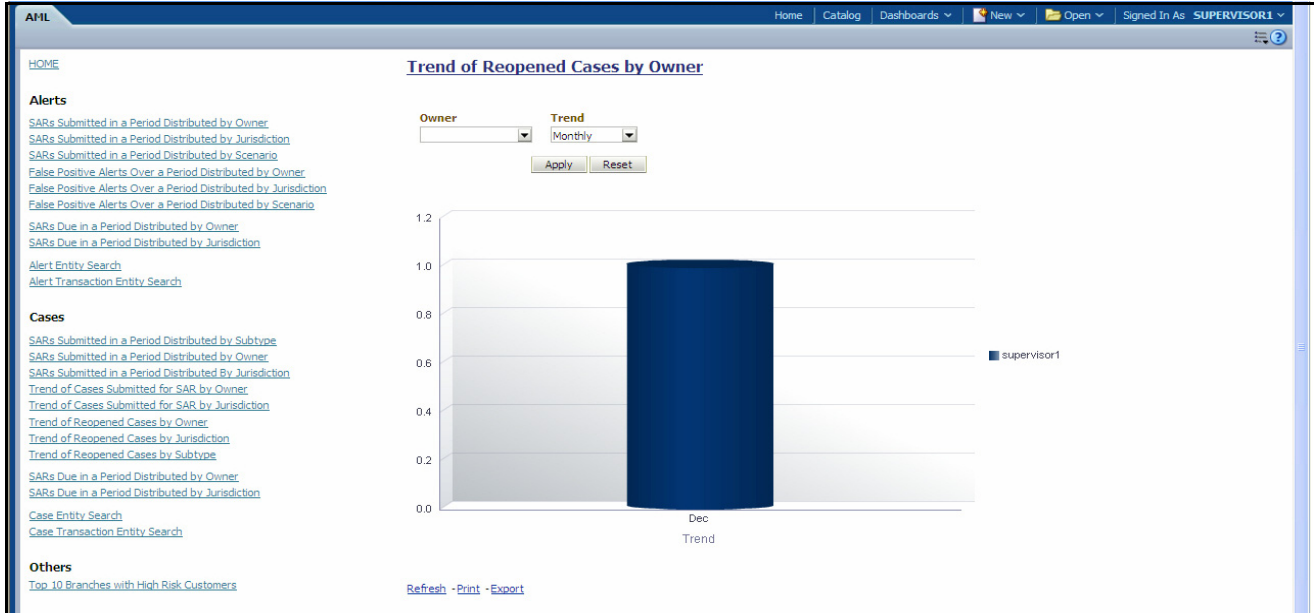 AML
Home Catalog Dashboards New Open Signed In As SUPERVISOR1
HOME
Alerts
SARs Submitted in a Period Distributed by Owner
SARs Submitted in a Period Distributed by Jurisdiction
SARs Submitted in a Period Distributed by Scenario
False Positive Alerts Over a Period Distributed by Owner
False Positive Alerts Over a Period Distributed by Jurisdiction
False Positive Alerts Over a Period Distributed by Scenario
SARs Due in a Period Distributed by Owner
SARs Due in a Period Distributed by Jurisdiction
Alert Entity Search
Alert Transaction Entity Search
Cases
SARs Submitted in a Period Distributed by Subtype
SARs Submitted in a Period Distributed by Owner
SARs Submitted in a Period Distributed By Jurisdiction
Trend of Cases Submitted for SAR by Owner
Trend of Cases Submitted for SAR by Jurisdiction
Trend of Reopened Cases by Owner
Trend of Reopened Cases by Jurisdiction
Trend of Reopened Cases by Subtype
SARs Due in a Period Distributed by Owner
SARs Due in a Period Distributed by Jurisdiction
Case Entity Search
Case Transaction Entity Search
Others
Top 10 Branches with High Risk Customers
Trend of Reopened Cases by Owner
Owner Trend
Monthly
Apply Reset
1.2
1.0
0.8
0.6
0.4
0.2
0.0
Dec
Trend
supervisor1
Refresh - Print - Export